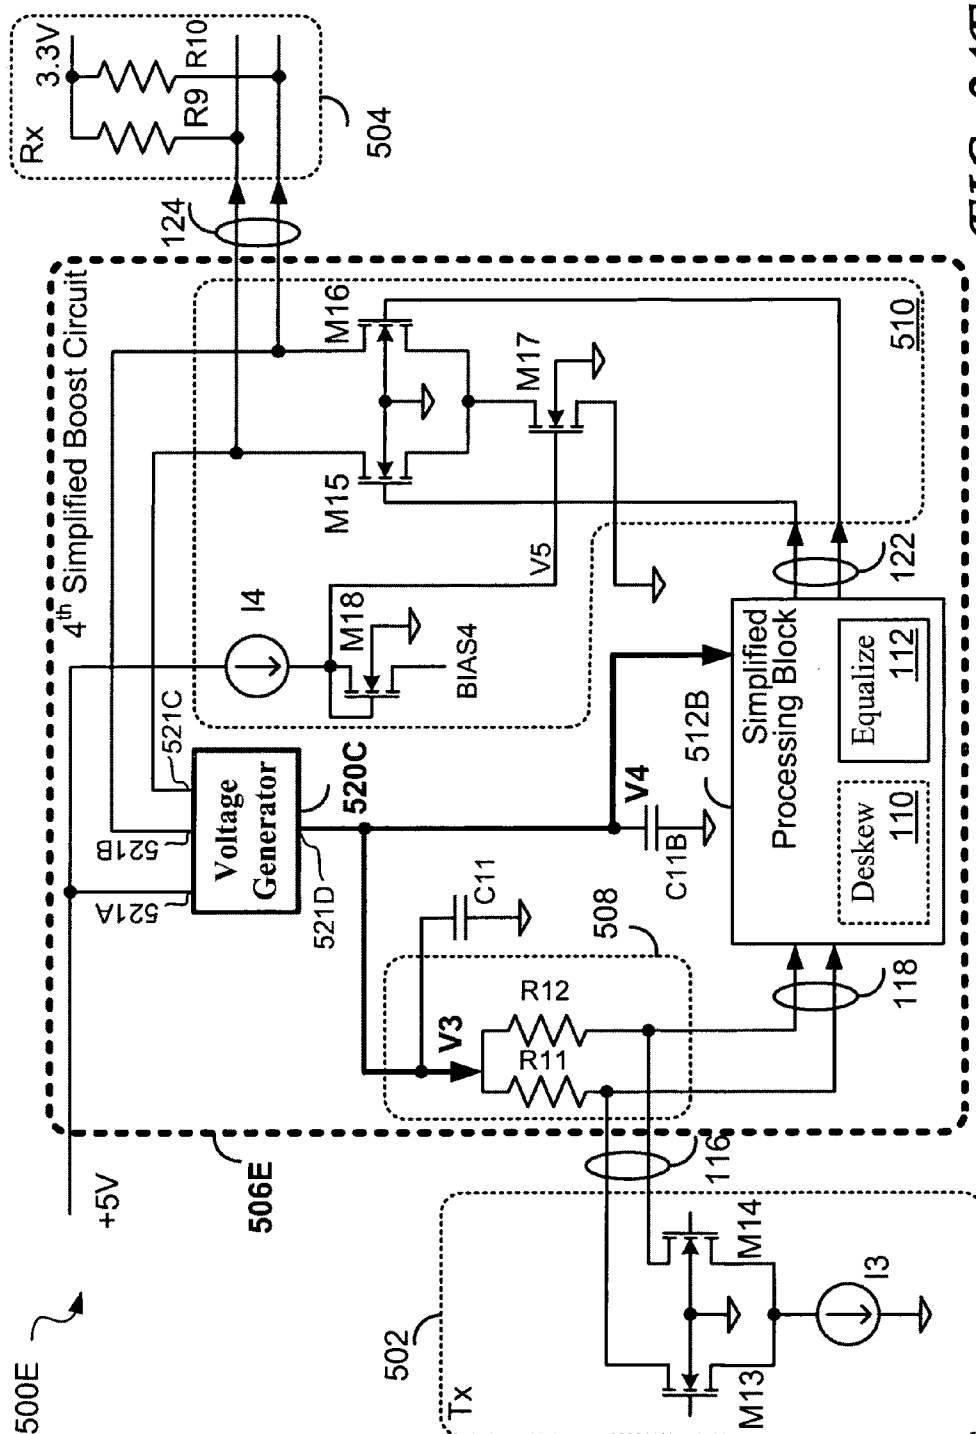 500E
+5V
4th Simplified Boost Circuit
506E
521A
521B
521C
Voltage
Generator
521D
520C
I4
M18
BIAS4
V5
M15
M16
M17
510
124
Rx
3.3V
R9
R10
504
V3
R11
R12
508
C11
V4
C11B
512B
Simplified
Processing Block
Deskew
110
Equalize
112
118
122
116
502
Tx
M13
M14
I3